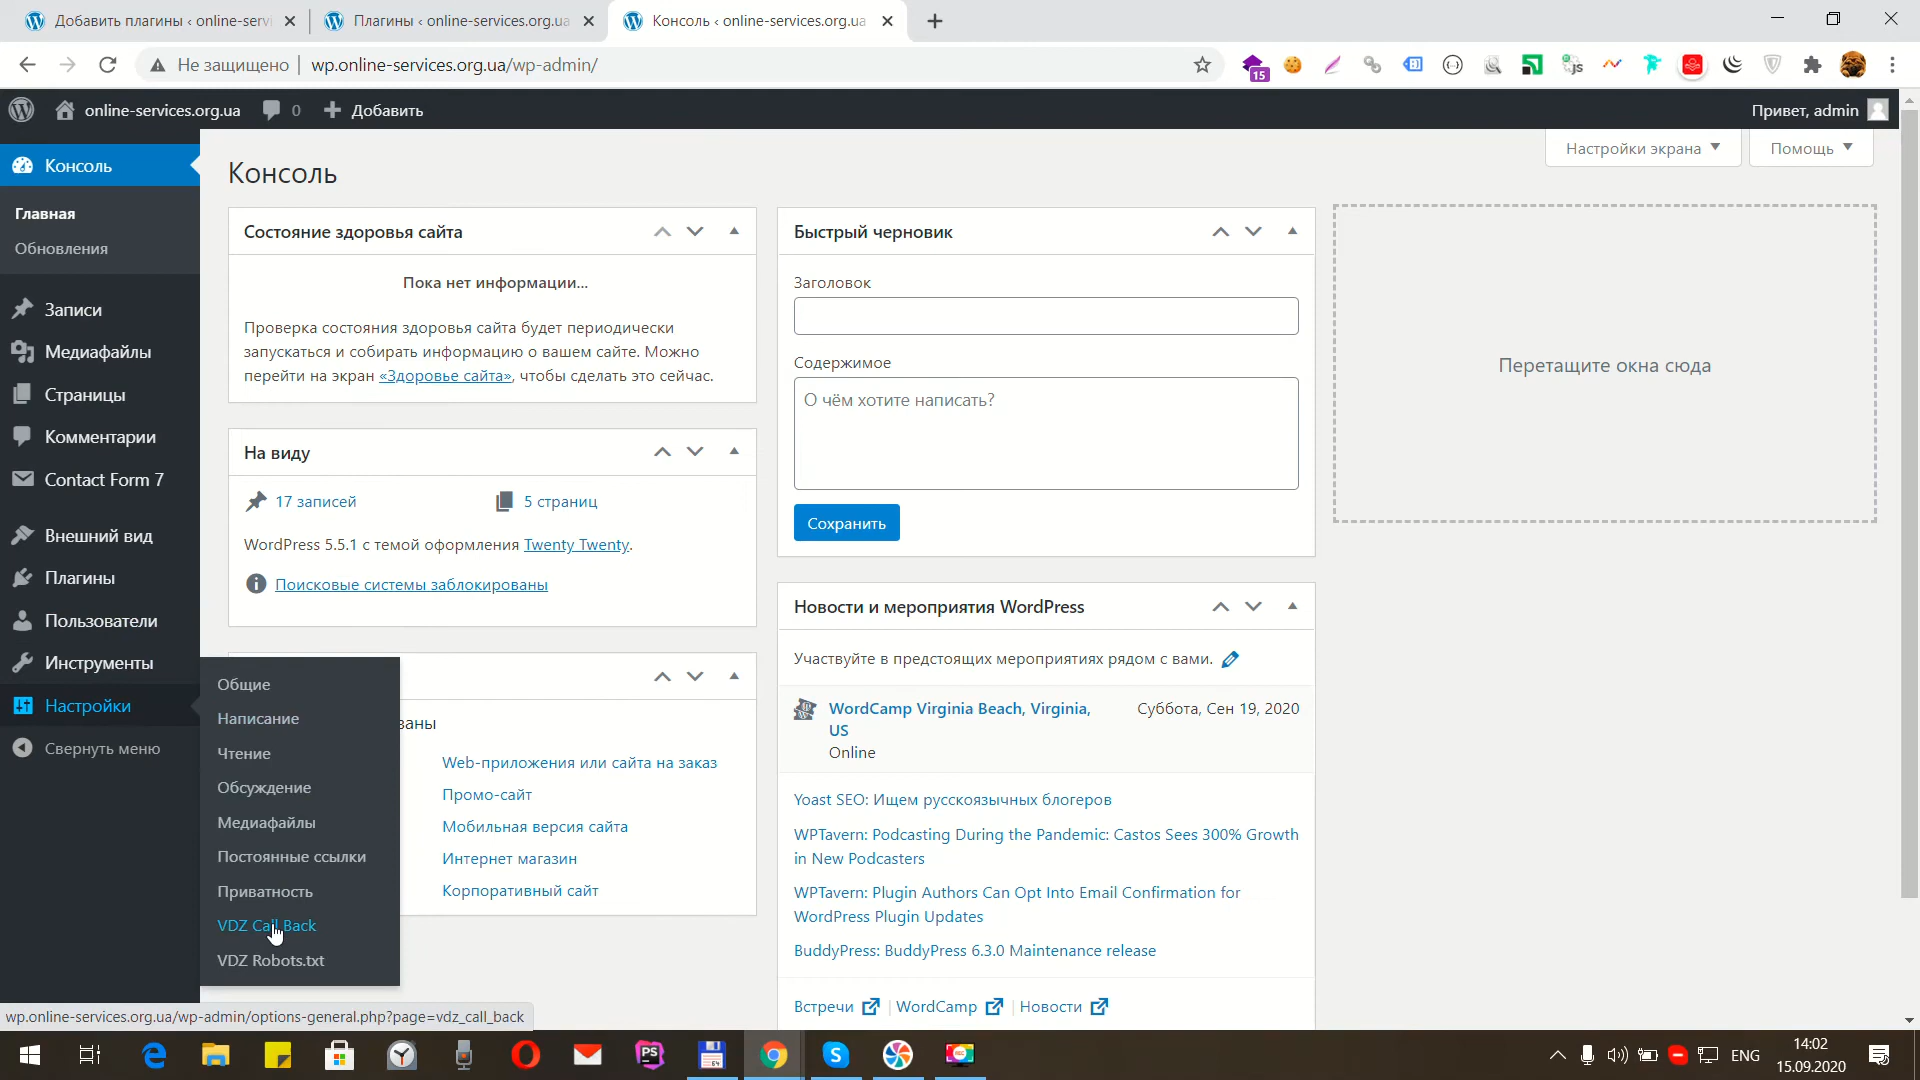 Добавить плагины ‹ online-servi
Плагины ‹ online-services.org.ua
Консоль ‹ online-services.org.ua
Не защищено
wp.online-services.org.ua/wp-admin/
15
online-services.org.ua
0
Добавить
Привет, admin
Консоль
Главная
Обновления
Записи
Медиафайлы
Страницы
Комментарии
Contact Form 7
Внешний вид
Плагины
Пользователи
Инструменты
Настройки
Свернуть меню
Общие
Написание
Чтение
Обсуждение
Медиафайлы
Постоянные ссылки
Приватность
VDZ Call Back
VDZ Robots.txt
Настройки экрана
Помощь
Консоль
Состояние здоровья сайта
Пока нет информации...
Проверка состояния здоровья сайта будет периодически
запускаться и собирать информацию о вашем сайте. Можно
перейти на экран «Здоровье сайта», чтобы сделать это сейчас.
На виду
17 записей
5 страниц
WordPress 5.5.1 с темой оформления Twenty Twenty.
Поисковые системы заблокированы
ваны
Web-приложения или сайта на заказ
Промо-сайт
Мобильная версия сайта
Интернет магазин
Корпоративный сайт
Быстрый черновик
Заголовок
Содержимое
О чём хотите написать?
Сохранить
Новости и мероприятия WordPress
Участвуйте в предстоящих мероприятиях рядом с вами.
WordCamp Virginia Beach, Virginia,
US
Суббота, Сен 19, 2020
Online
Yoast SEO: Ищем русскоязычных блогеров
WPTavern: Podcasting During the Pandemic: Castos Sees 300% Growth
in New Podcasters
WPTavern: Plugin Authors Can Opt Into Email Confirmation for
WordPress Plugin Updates
BuddyPress: BuddyPress 6.3.0 Maintenance release
Встречи
WordCamp
Новости
Перетащите окна сюда
wp.online-services.org.ua/wp-admin/options-general.php?page=vdz_call_back
ENG
14:02
15.09.2020